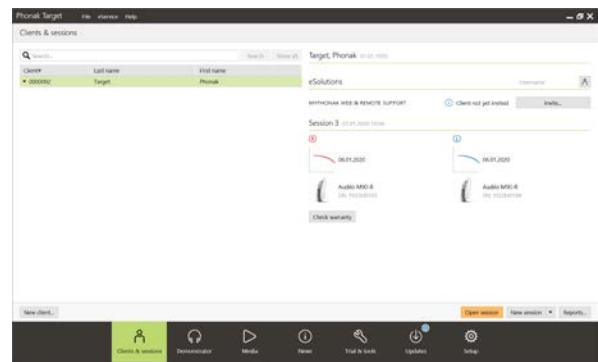 Phonak Target File eService Help
Clients & sessions
Search...
Search Show all
Client Last name First name
0000002 Target Phonak
Target, Phonak
eSolutions
Username
MYPHONAK WEB & REMOTE SUPPORT Client not yet invited Invite...
Session 3
06.01.2020 06.01.2020
Audéo M90-R Audéo M90-R
Check warranty
New client... Open session New session Reports...
Clients & sessions Demonstrator Media News Trial & tools Updates Setup